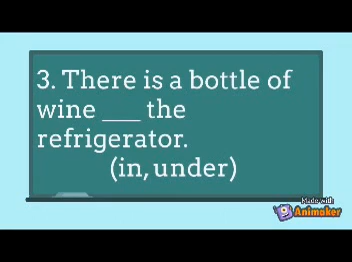 3. There is a bottle of
wine ___ the
refrigerator.
(in, under)
Made with
Animaker